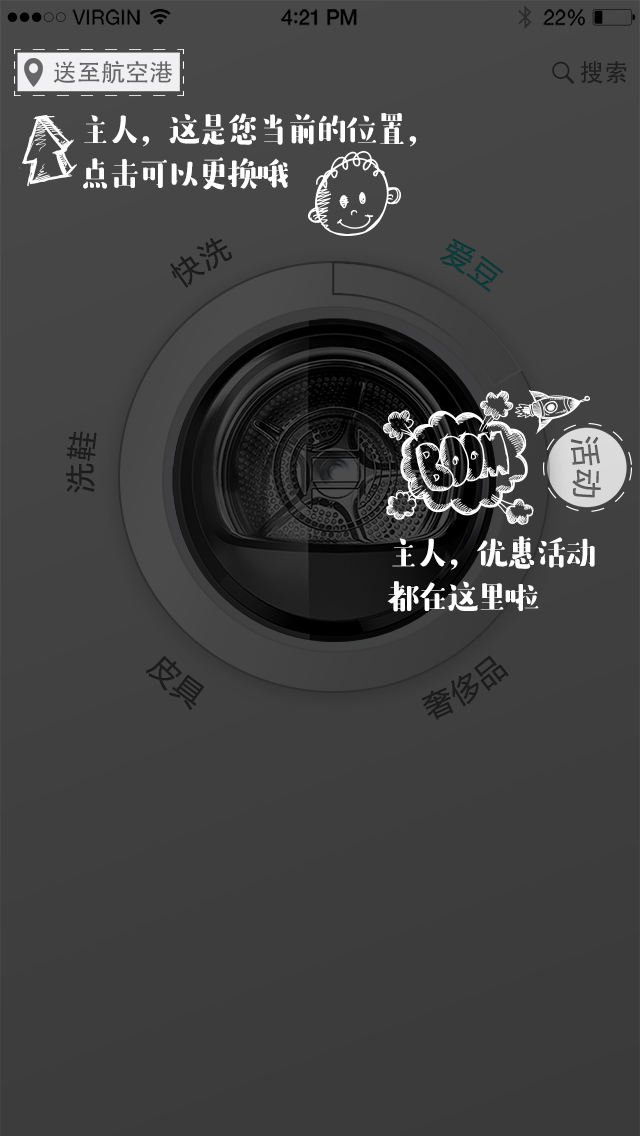 VIRGIN
4:21 PM
22%
送至航空港
搜索
主人，这是您当前的位置，
点击可以更换哦
快洗
爱豆
洗鞋
BOOM
活动
主人，优惠活动
都在这里啦
皮具
奢侈品